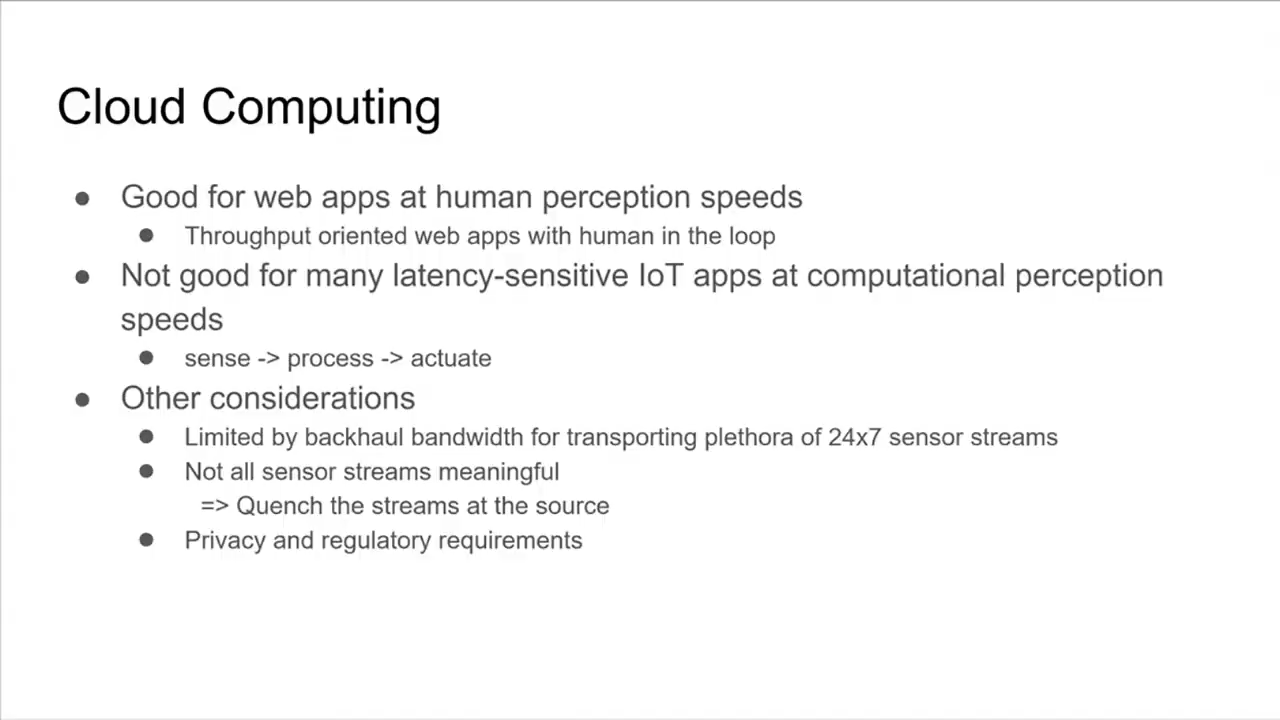 Cloud Computing
● Good for web apps at human perception speeds
● Throughput oriented web apps with human in the loop
● Not good for many latency-sensitive IoT apps at computational perception
speeds
● sense -> process -> actuate
● Other considerations
● Limited by backhaul bandwidth for transporting plethora of 24x7 sensor streams
● Not all sensor streams meaningful
=> Quench the streams at the source
● Privacy and regulatory requirements